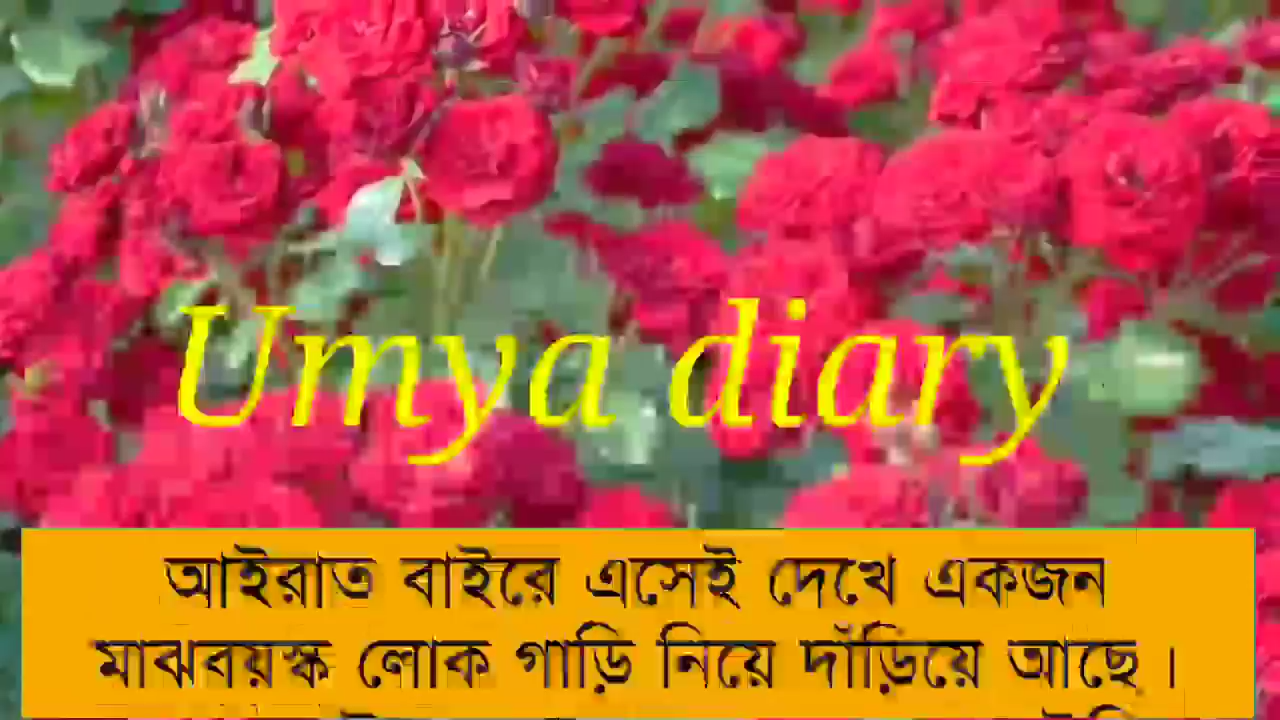 Umya diary
আইরাত বাইরে এসেই দেখে একজন
মাঝবয়স্ক লোক গাড়ি নিয়ে দাঁড়িয়ে আছে।